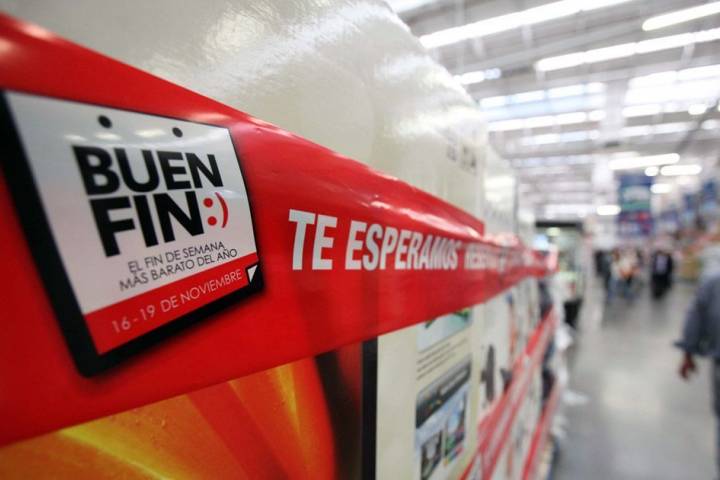 BUEN
FIN:)
EL FIN DE SEMANA
MÁS BARATO DEL AÑO
16-19 DE NOVIEMBRE
TE ESPERAMOS